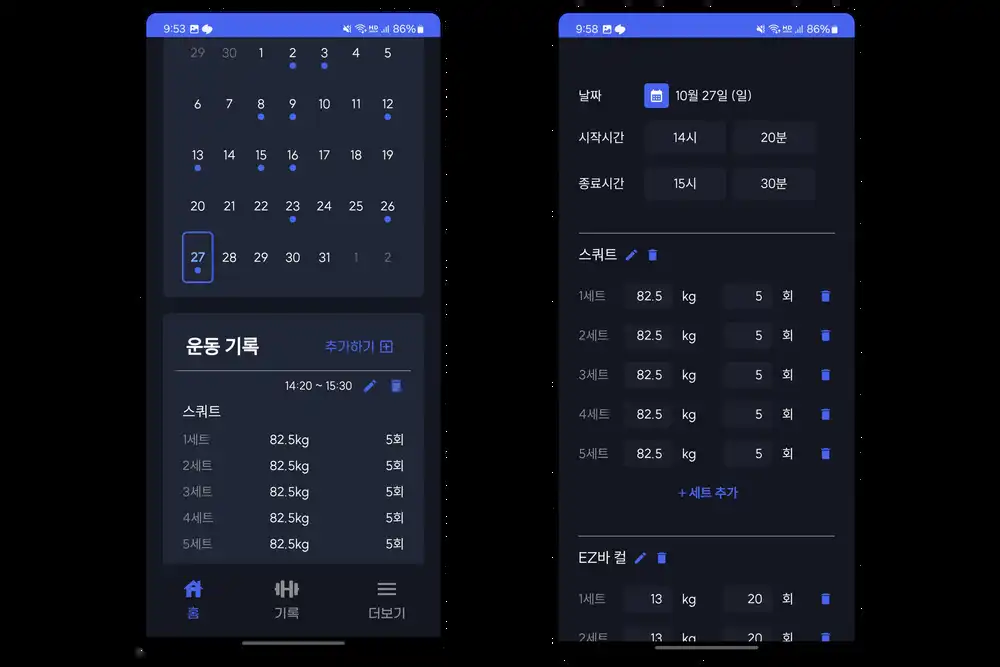 9:53 HD 86%
29 30 1 2 3 4 5
6 7 8 9 10 11 12
13 14 15 16 17 18 19
20 21 22 23 24 25 26
27 28 29 30 31 1 2
운동 기록 추가하기
14:20 ~ 15:30
스쿼트
1세트 82.5kg 5회
2세트 82.5kg 5회
3세트 82.5kg 5회
4세트 82.5kg 5회
5세트 82.5kg 5회
홈 기록 더보기
9:58 HD 86%
날짜 10월 27일 (일)
시작시간 14시 20분
종료시간 15시 30분
스쿼트
1세트 82.5 kg 5 회
2세트 82.5 kg 5 회
3세트 82.5 kg 5 회
4세트 82.5 kg 5 회
5세트 82.5 kg 5 회
+ 세트 추가
EZ바 컬
1세트 13 kg 20 회
2세트 13 kg 20 회